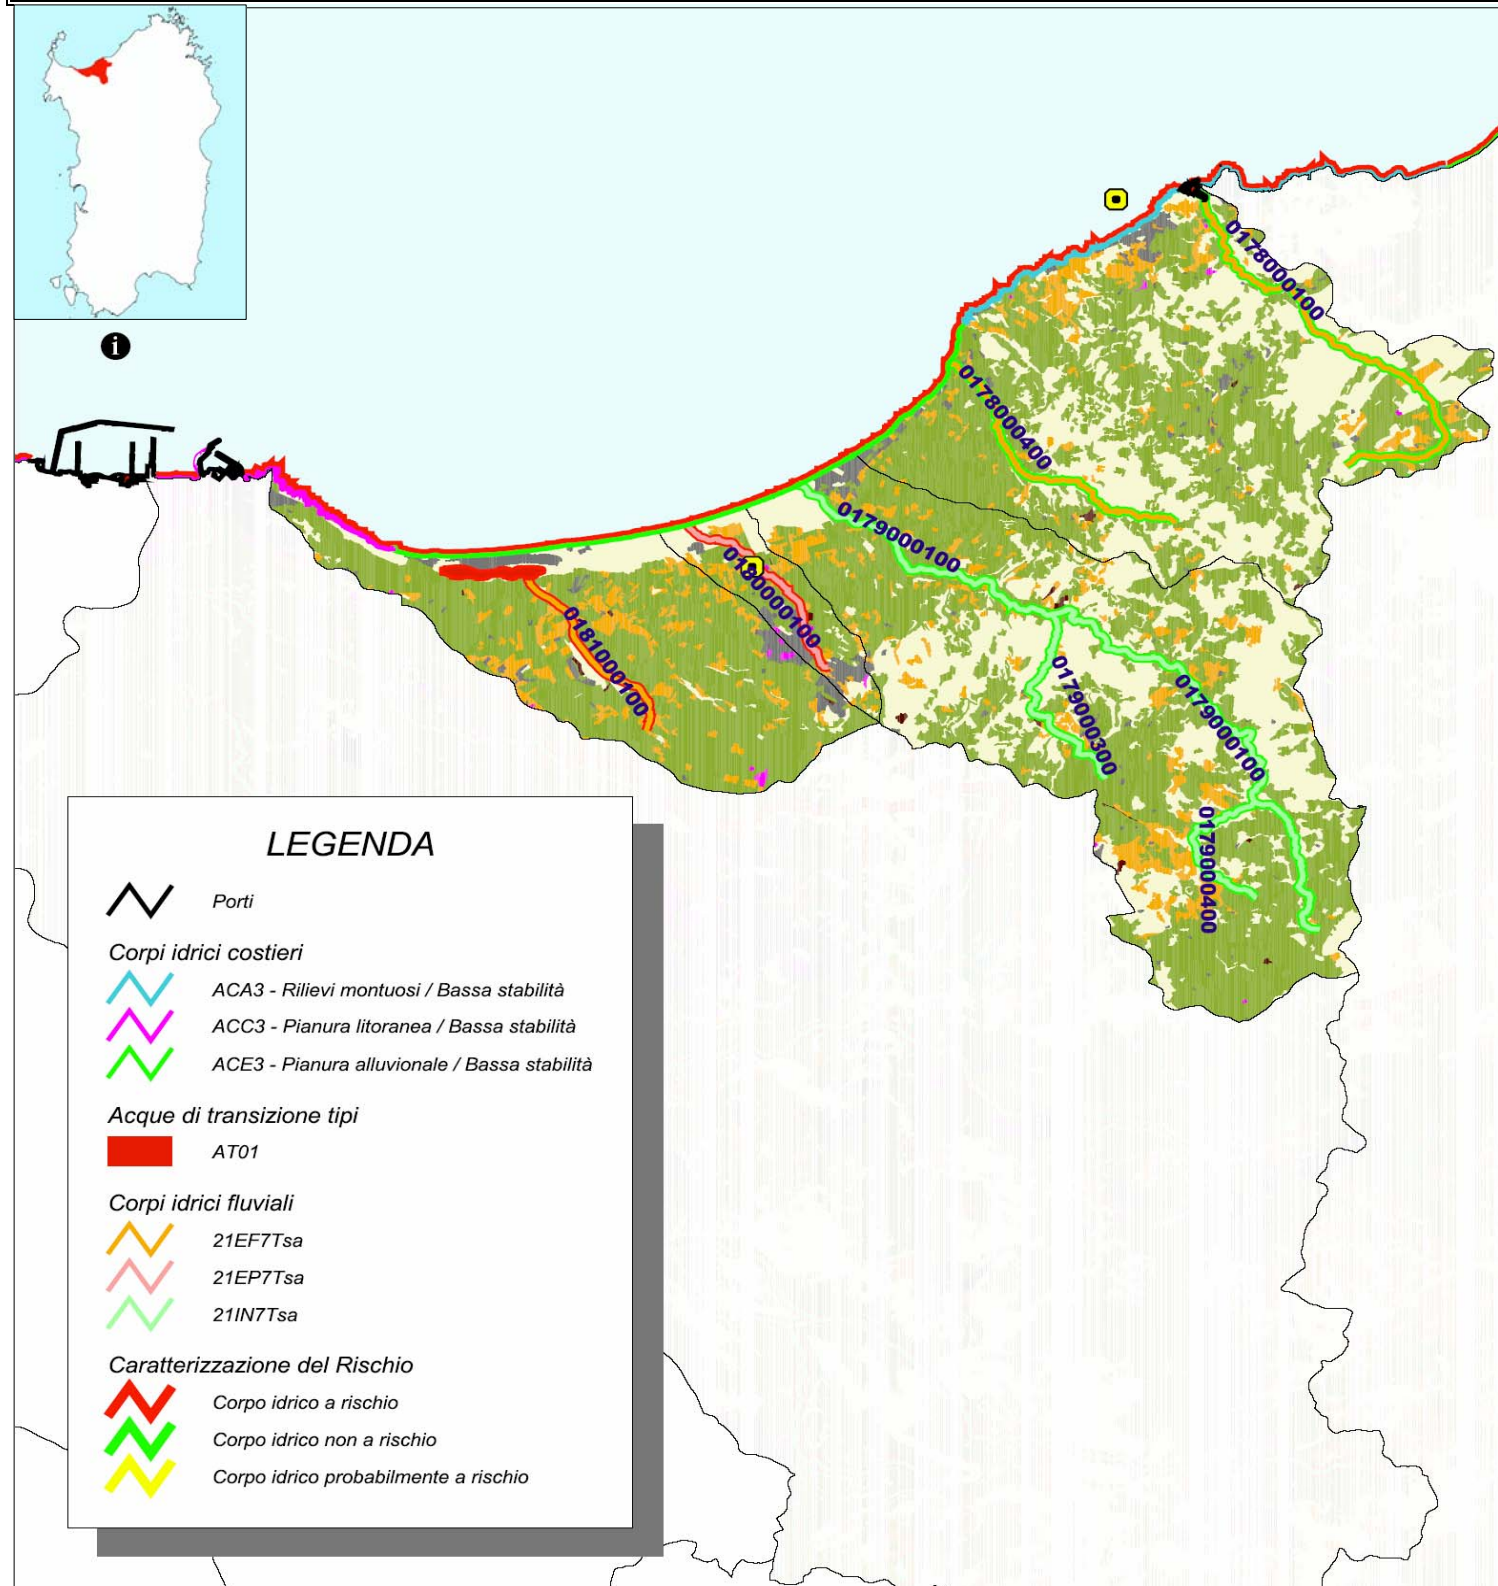 i
0178000100
0178000400
0179000100
0180000100
0181000100
0179000300
0179000100
0179000400
LEGENDA
Porti
Corpi idrici costieri
ACA3 - Rilievi montuosi / Bassa stabilità
ACC3 - Pianura litoranea / Bassa stabilità
ACE3 - Pianura alluvionale / Bassa stabilità
Acque di transizione tipi
AT01
Corpi idrici fluviali
21EF7Tsa
21EP7Tsa
21IN7Tsa
Caratterizzazione del Rischio
Corpo idrico a rischio
Corpo idrico non a rischio
Corpo idrico probabilmente a rischio